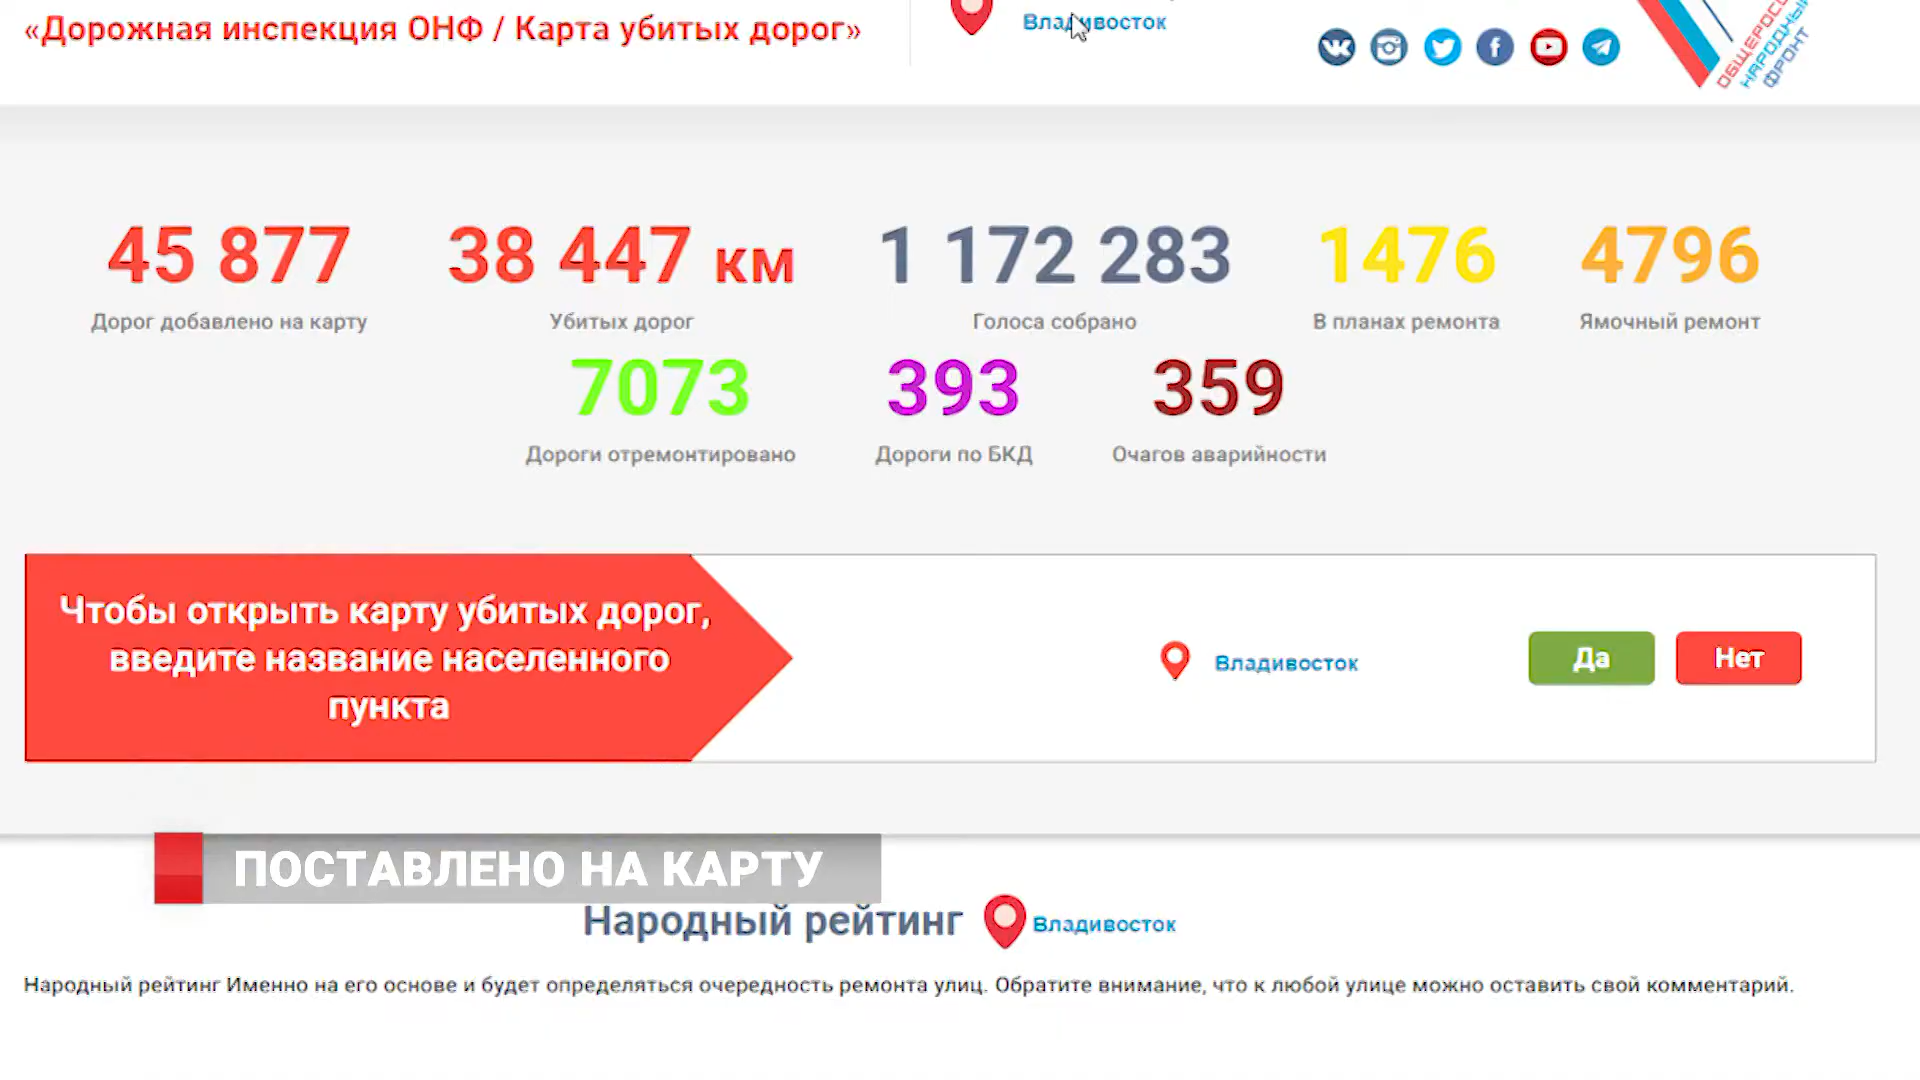 «Дорожная инспекция ОНФ / Карта убитых дорог»
Владивосток
ОБЩЕРОСС
НАРОДНЫЙ
ФРОНТ
45 877
38 447 км
1 172 283
1476
4796
Дорог добавлено на карту
Убитых дорог
Голоса собрано
В планах ремонта
Ямочный ремонт
7073
393
359
Дороги отремонтировано
Дороги по БКД
Очагов аварийности
Чтобы открыть карту убитых дорог,
введите название населенного
пункта
Владивосток
Да
Нет
ПОСТАВЛЕНО НА КАРТУ
Народный рейтинг
Владивосток
Народный рейтинг Именно на его основе и будет определяться очередность ремонта улиц. Обратите внимание, что к любой улице можно оставить свой комментарий.